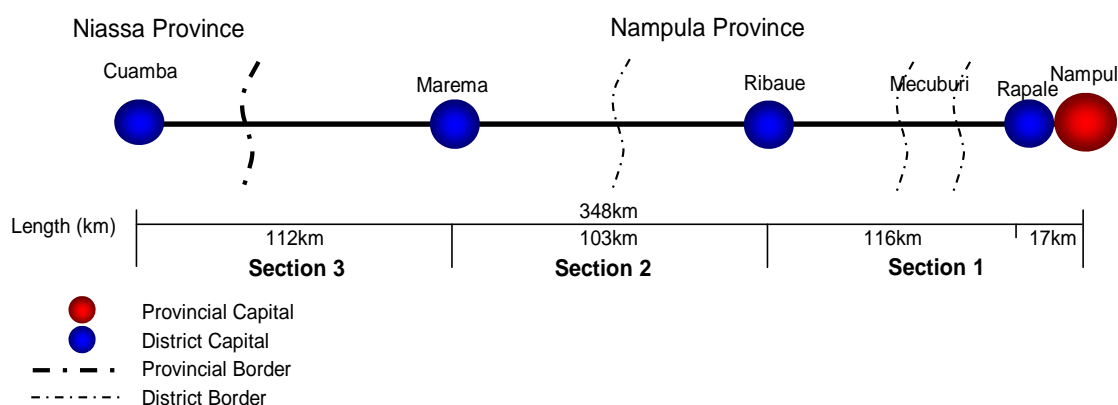 Niassa Province
Nampula Province
Cuamba
Marema
Ribaue
Mecuburi
Rapale
Nampul
Length (km)
348km
112km
103km
116km
17km
Section 3
Section 2
Section 1
Provincial Capital
District Capital
Provincial Border
District Border